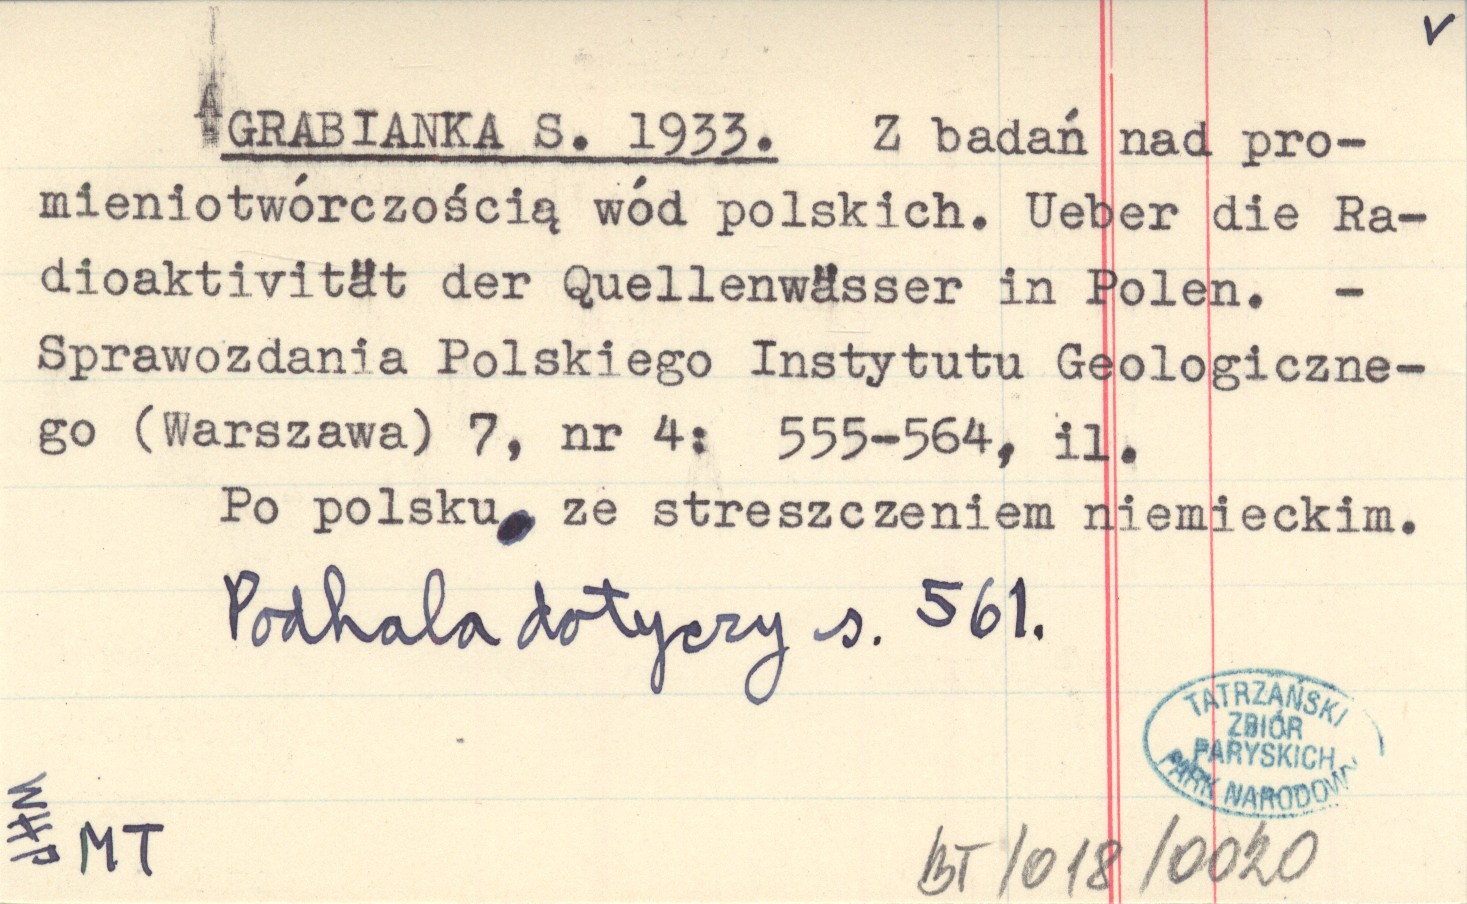 v
GRABIANKA S. 1933. Z badań nad pro-
mieniotwórczością wód polskich. Ueber die Ra-
dioaktivität der Quellenwässer in Polen. -
Sprawozdania Polskiego Instytutu Geologiczne-
go (Warszawa) 7, nr 4: 555-564, il.
Po polsku, ze streszczeniem niemieckim.
Podhala dotyczy s. 561.
TATRZAŃSKI
ZBIÓR
PARYSKICH
PARK NARODOWY
MT
BT/018/0020